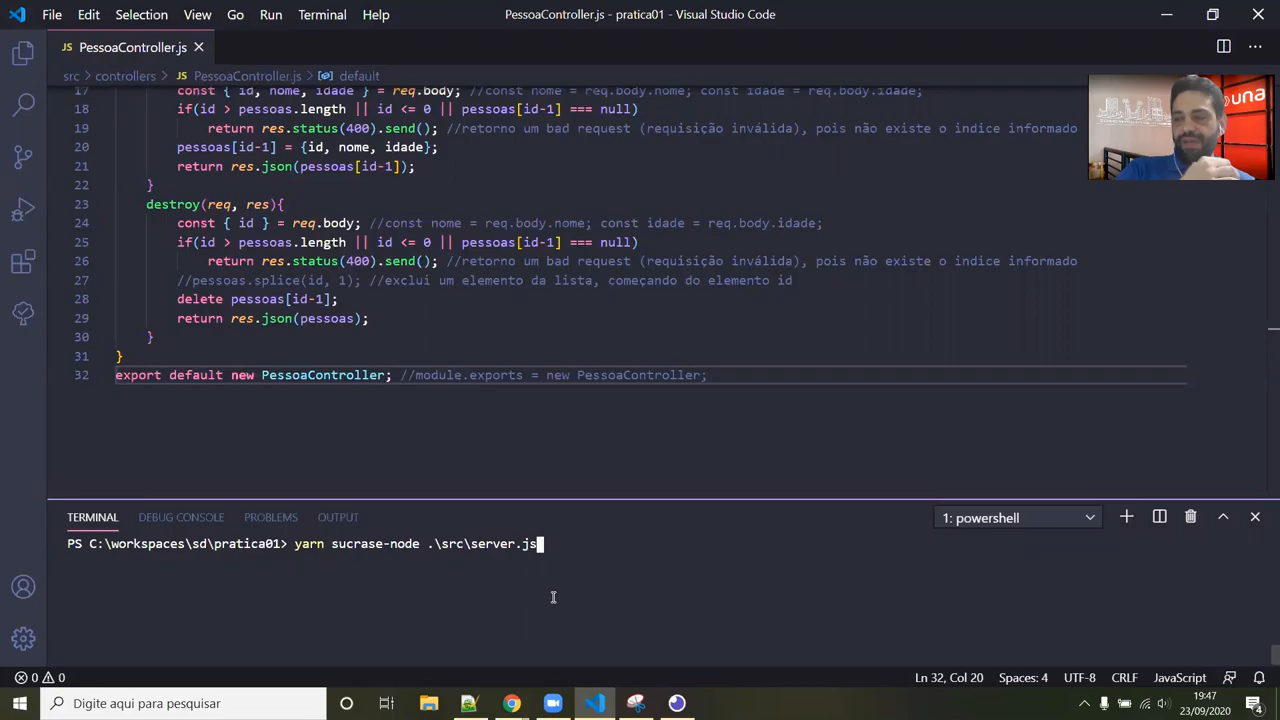 File Edit Selection View Go Run Terminal Help PessoaController.js - pratica01 - Visual Studio Code
JS PessoaController.js
src > controllers > JS PessoaController.js > default
17 const { id, nome, idade } = req.body; //const nome = req.body.nome; const idade = req.body.idade;
18 if(id > pessoas.length || id <= 0 || pessoas[id-1] === null)
19 return res.status(400).send(); //retorno um bad request (requisição inválida), pois não existe o indice informado
20 pessoas[id-1] = {id, nome, idade};
21 return res.json(pessoas[id-1]);
22 }
23 destroy(req, res){
24 const { id } = req.body; //const nome = req.body.nome; const idade = req.body.idade;
25 if(id > pessoas.length || id <= 0 || pessoas[id-1] === null)
26 return res.status(400).send(); //retorno um bad request (requisição inválida), pois não existe o indice informado
27 //pessoas.splice(id, 1); //exclui um elemento da lista, começando do elemento id
28 delete pessoas[id-1];
29 return res.json(pessoas);
30 }
31 }
32 export default new PessoaController; //module.exports = new PessoaController;
una
TERMINAL DEBUG CONSOLE PROBLEMS OUTPUT 1: powershell
PS C:\workspaces\sd\pratica01> yarn sucrase-node .\src\server.js
0 0 Ln 32, Col 20 Spaces: 4 UTF-8 CRLF JavaScript
Digite aqui para pesquisar
19:47
23/09/2020
4